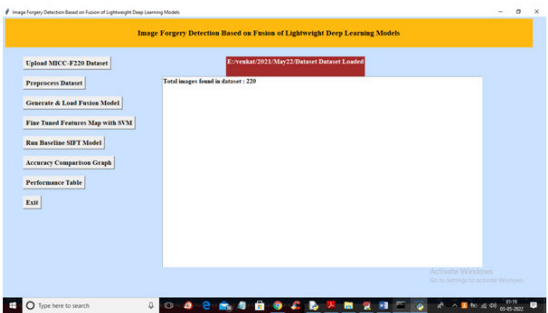 Image Forgery Detection Based on Fusion of Lightweight Deep Learning Models
Image Forgery Detection Based on Fusion of Lightweight Deep Learning Models
Upload MICC-F220 Dataset
E:/venkat/2021/May22/Dataset Dataset Loaded
Preprocess Dataset
Total images found in dataset : 220
Generate & Load Fusion Model
Fine Tuned Features Map with SVM
Run Baseline SIFT Model
Accuracy Comparison Graph
Performance Table
Exit
Activate Windows
Go to Settings to activate Windows.
Type here to search
03-05-2022